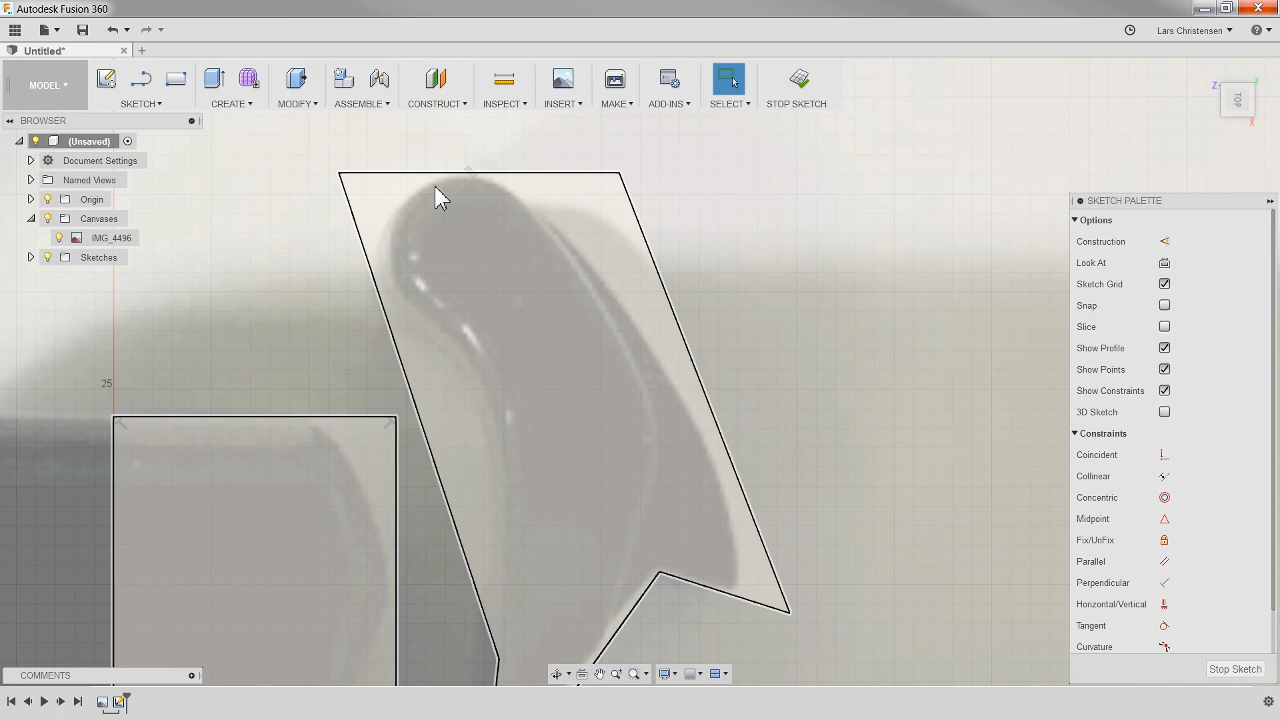 Autodesk Fusion 360
Lars Christensen
Untitled*
MODEL
SKETCH
CREATE
MODIFY
ASSEMBLE
CONSTRUCT
INSPECT
INSERT
MAKE
ADD-INS
SELECT
STOP SKETCH
BROWSER
(Unsaved)
Document Settings
Named Views
Origin
Canvases
IMG_4496
Sketches
Z
TOP
Y
X
25
SKETCH PALETTE
Options
Construction
Look At
Sketch Grid
Snap
Slice
Show Profile
Show Points
Show Constraints
3D Sketch
Constraints
Coincident
Collinear
Concentric
Midpoint
Fix/UnFix
Parallel
Perpendicular
Horizontal/Vertical
Tangent
Curvature
Stop Sketch
COMMENTS